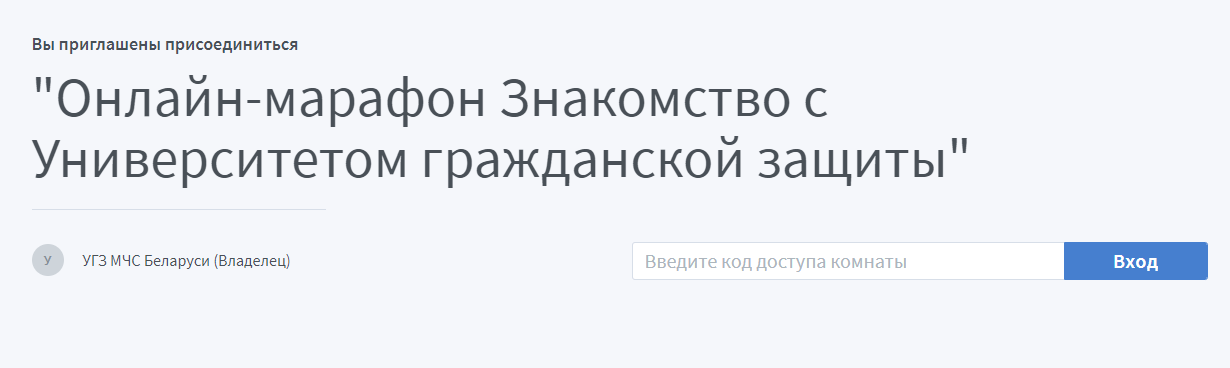 Вы приглашены присоединиться
"Онлайн-марафон Знакомство с
Университетом гражданской защиты"
У
УГЗ МЧС Беларуси (Владелец)
Введите код доступа комнаты
Вход